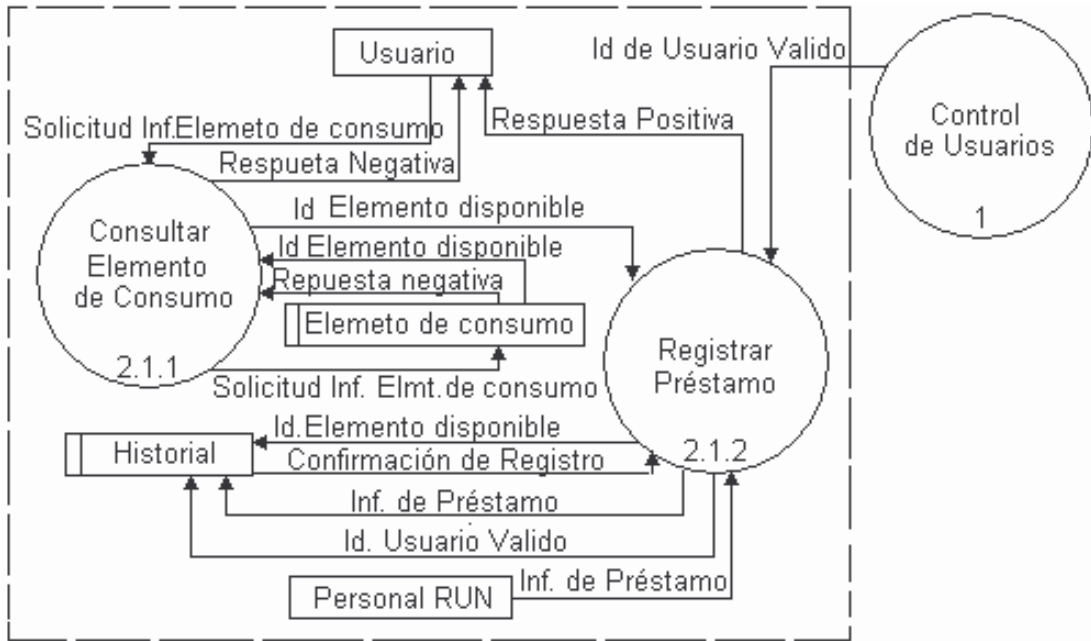 Usuario
Id de Usuario Valido
Control
de Usuarios
1
Solicitud Inf.Elemeto de consumo
Respuesta Positiva
Respueta Negativa
Id Elemento disponible
Consultar
Elemento
de Consumo
2.1.1
Id.Elemento disponible
Repuesta negativa
Elemeto de consumo
Registrar
Préstamo
2.1.2
Solicitud Inf. Elmt.de consumo
Id.Elemento disponible
Historial
Confirmación de Registro
Inf. de Préstamo
Id. Usuario Valido
Inf. de Préstamo
Personal RUN